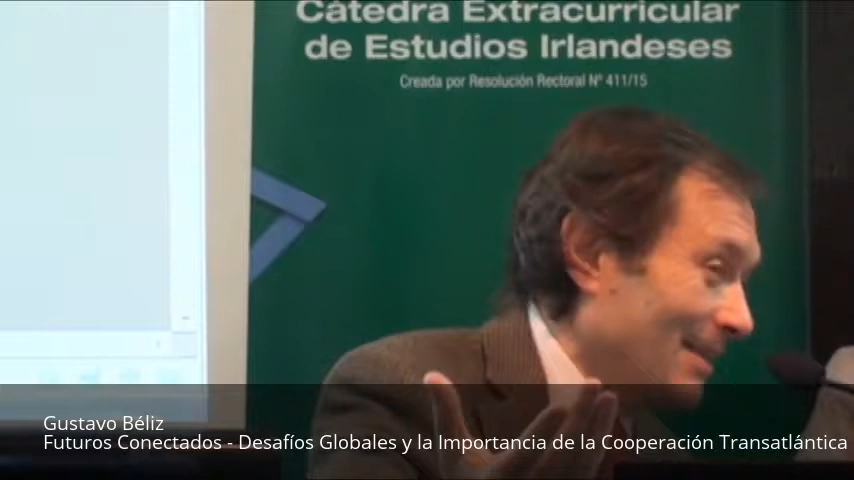 Cátedra Extracurricular
de Estudios Irlandeses
Creada por Resolución Rectoral Nº 411/15
Gustavo Béliz
Futuros Conectados - Desafíos Globales y la Importancia de la Cooperación Transatlántica